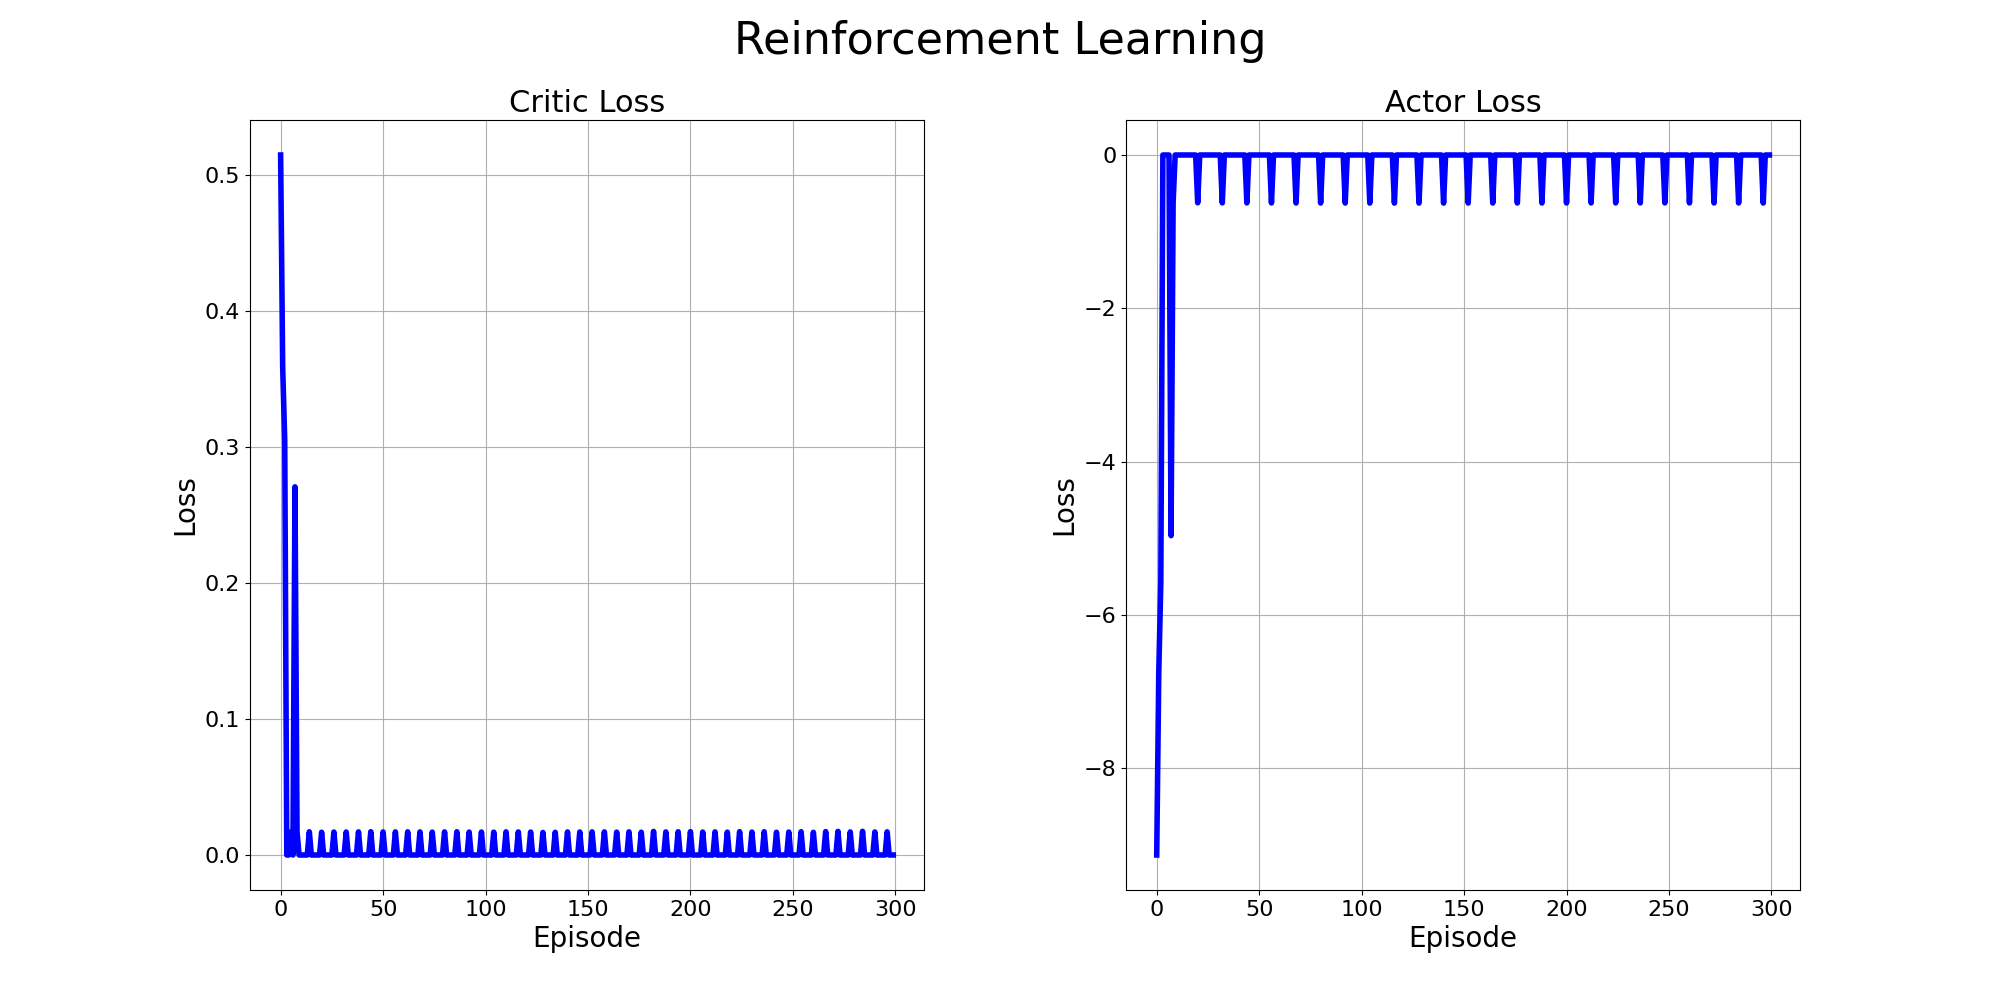 Reinforcement Learning
Critic Loss
Loss
0.5
0.4
0.3
0.2
0.1
0.0
0 50 100 150 200 250 300
Episode
Actor Loss
Loss
0
−2
−4
−6
−8
0 50 100 150 200 250 300
Episode